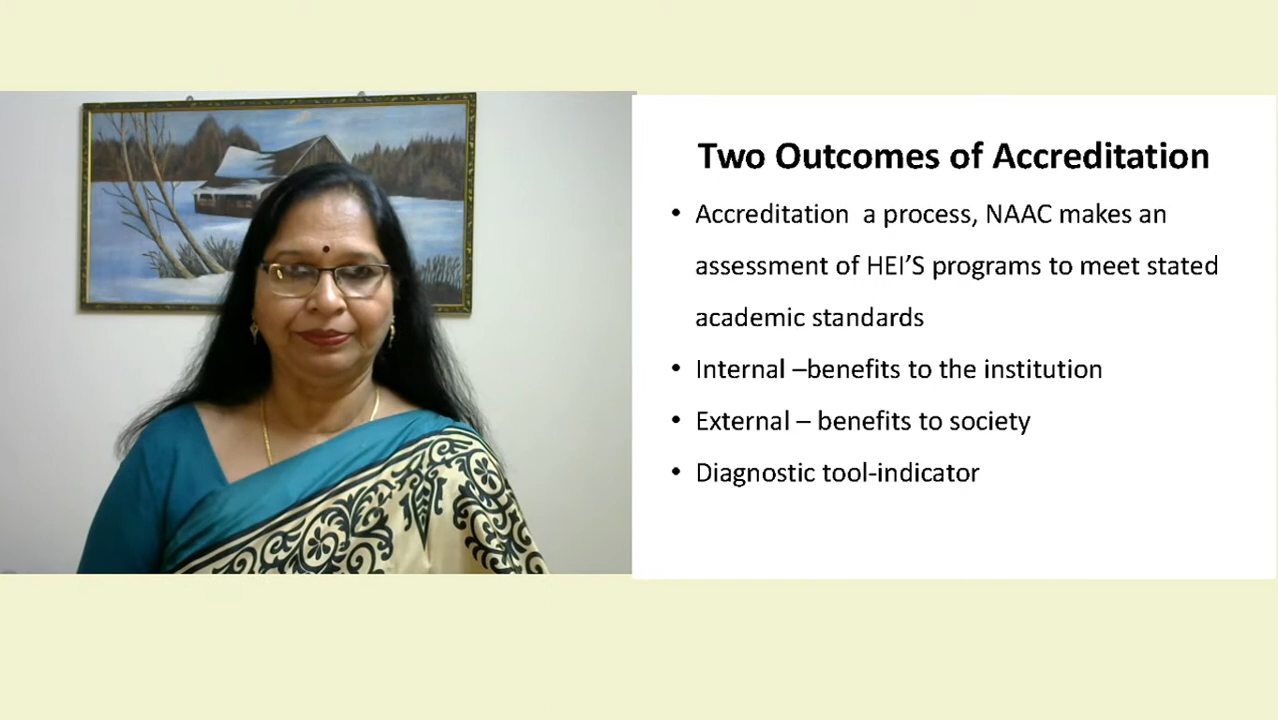 Two Outcomes of Accreditation
• Accreditation a process, NAAC makes an
assessment of HEI’S programs to meet stated
academic standards
• Internal –benefits to the institution
• External – benefits to society
• Diagnostic tool-indicator